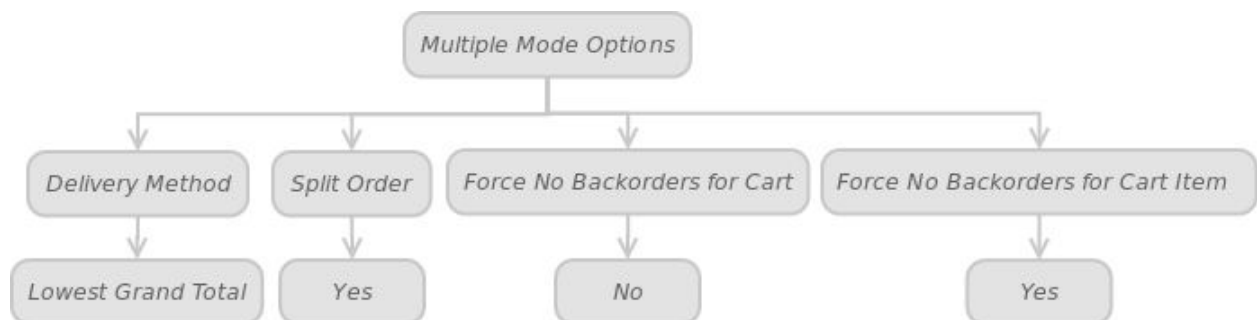 Multiple Mode Options
Delivery Method
Split Order
Force No Backorders for Cart
Force No Backorders for Cart Item
Lowest Grand Total
Yes
No
Yes